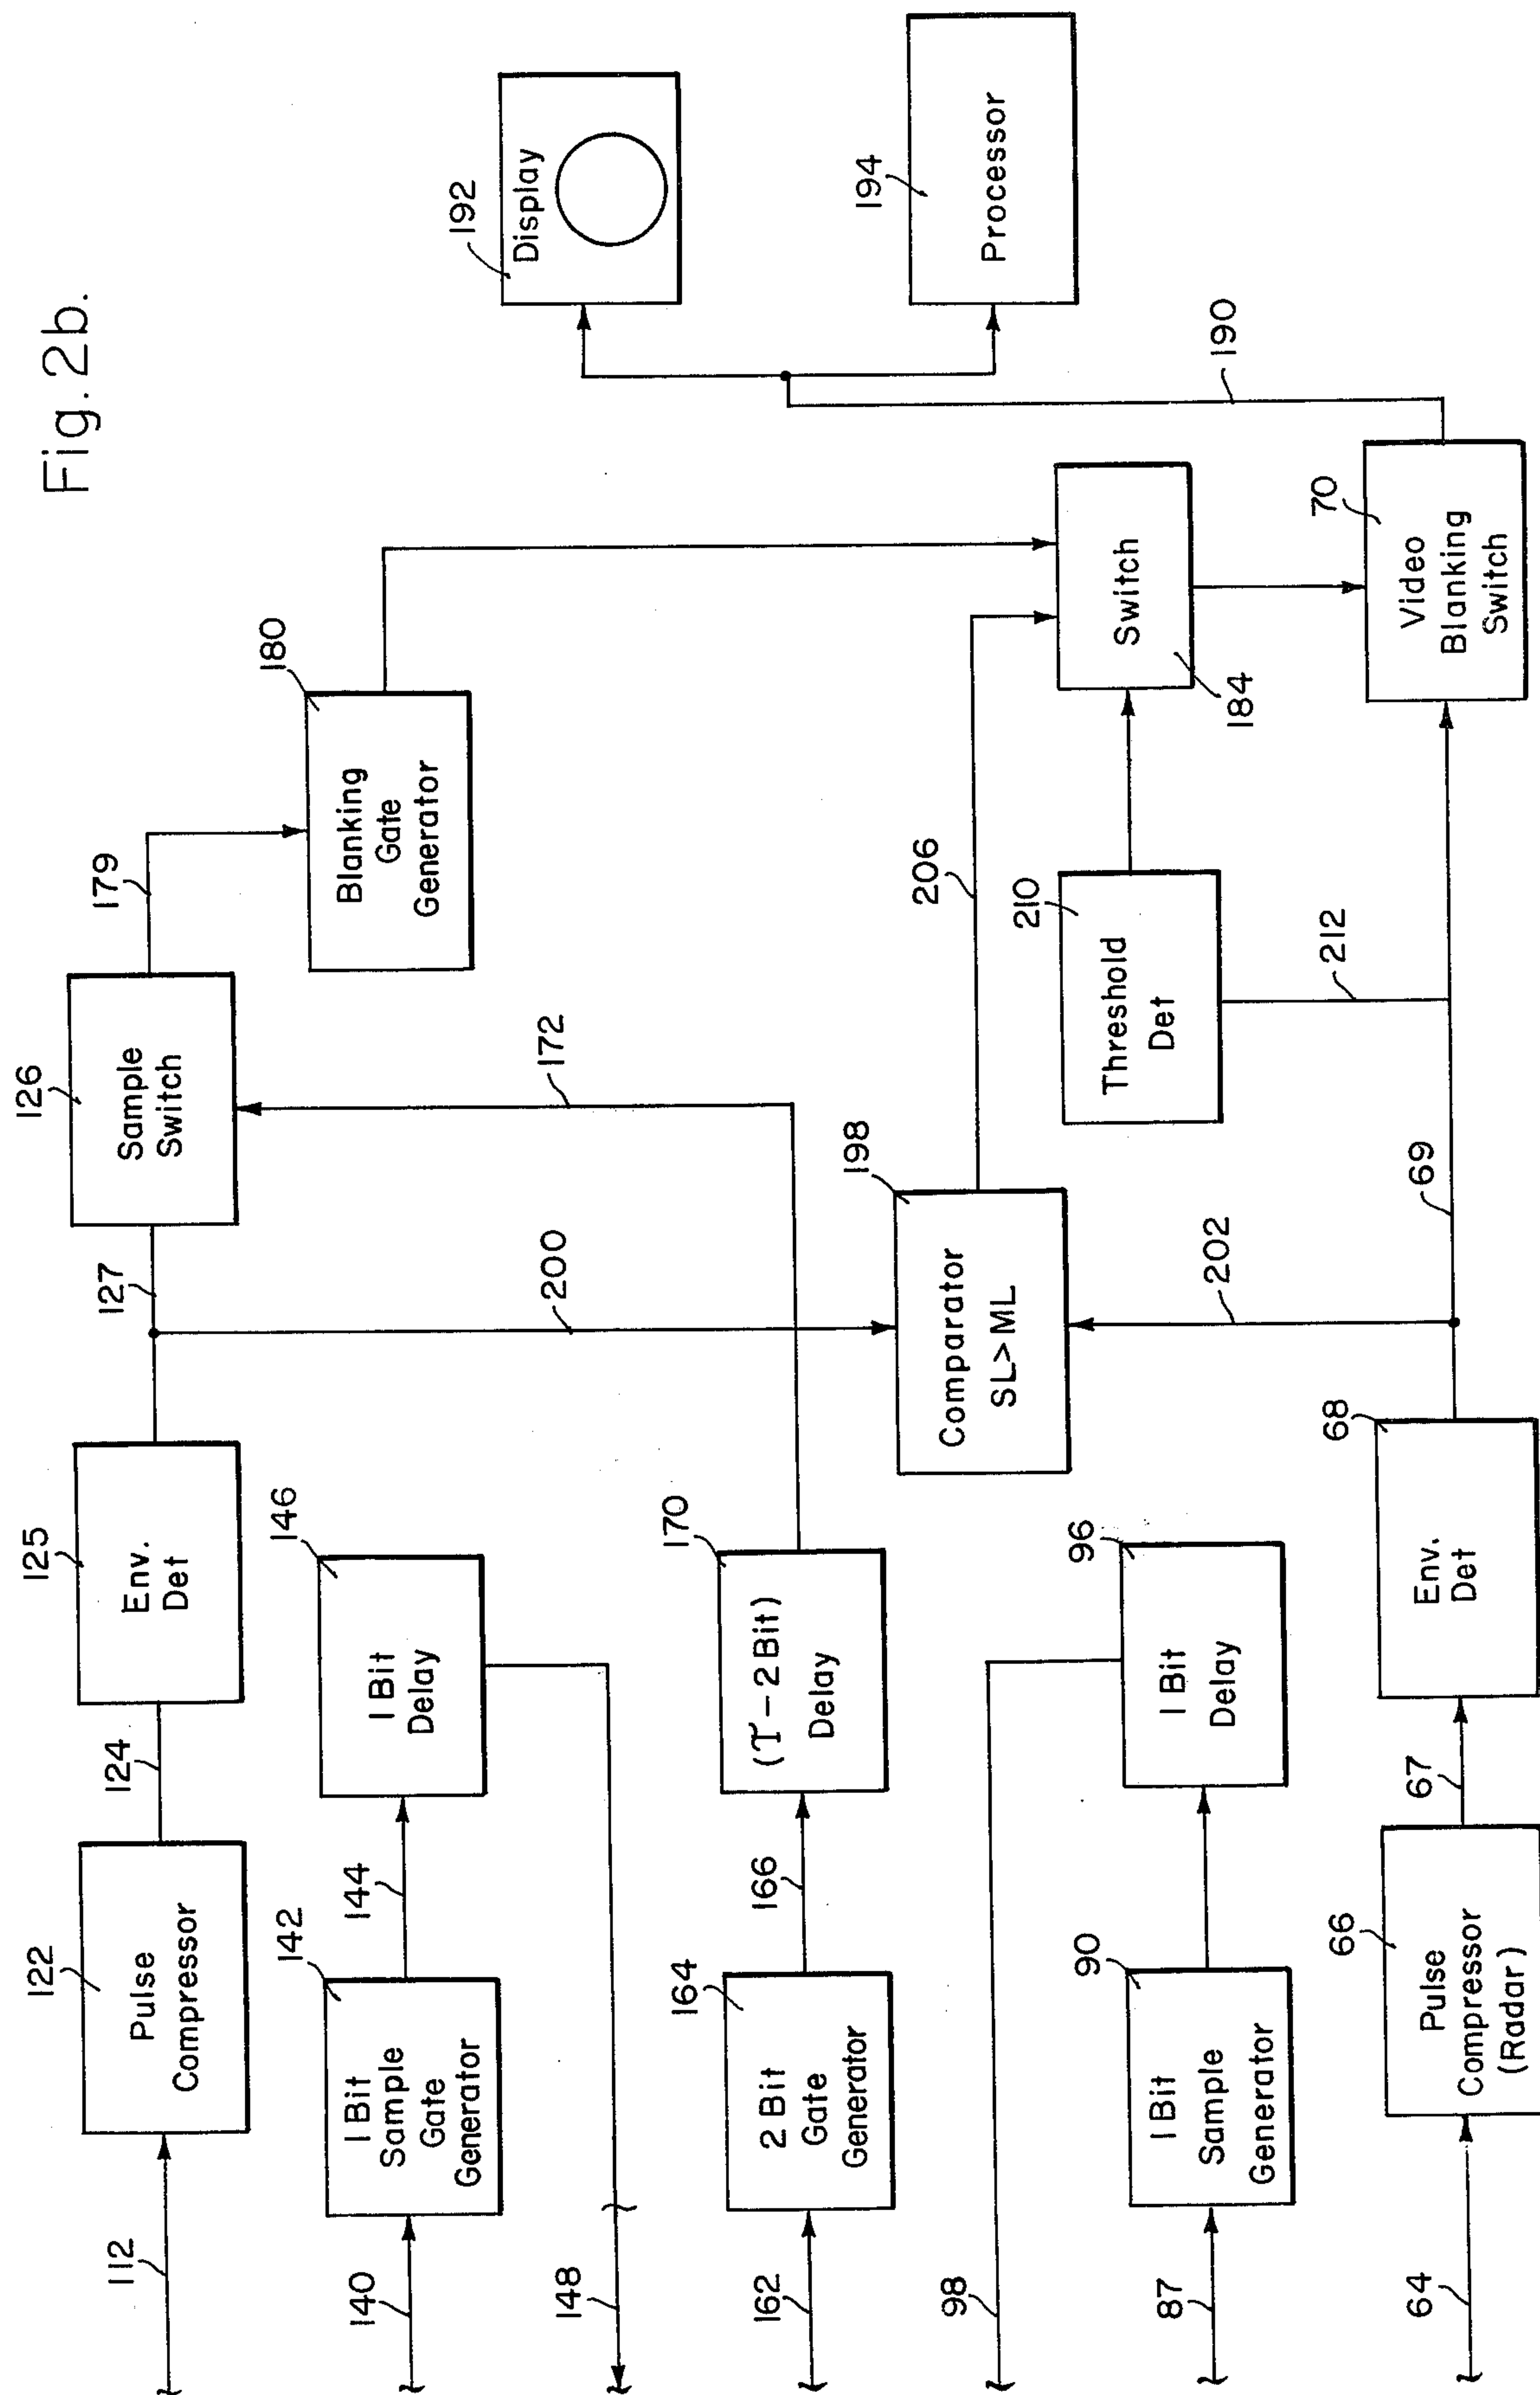 Fig. 2b.
112
122
Pulse
Compressor
124
125
Env.
Det
127
126
Sample
Switch
179
180
Blanking
Gate
Generator
192
Display
140
142
1 Bit
Sample
Gate
Generator
144
146
1 Bit
Delay
148
200
172
162
164
2 Bit
Gate
Generator
166
170
(τ-2Bit)
Delay
198
Comparator
SL>ML
206
194
Processor
98
87
90
1 Bit
Sample
Generator
96
1 Bit
Delay
202
210
Threshold
Det
212
Switch
184
190
64
66
Pulse
Compressor
(Radar)
67
68
Env.
Det
69
70
Video
Blanking
Switch